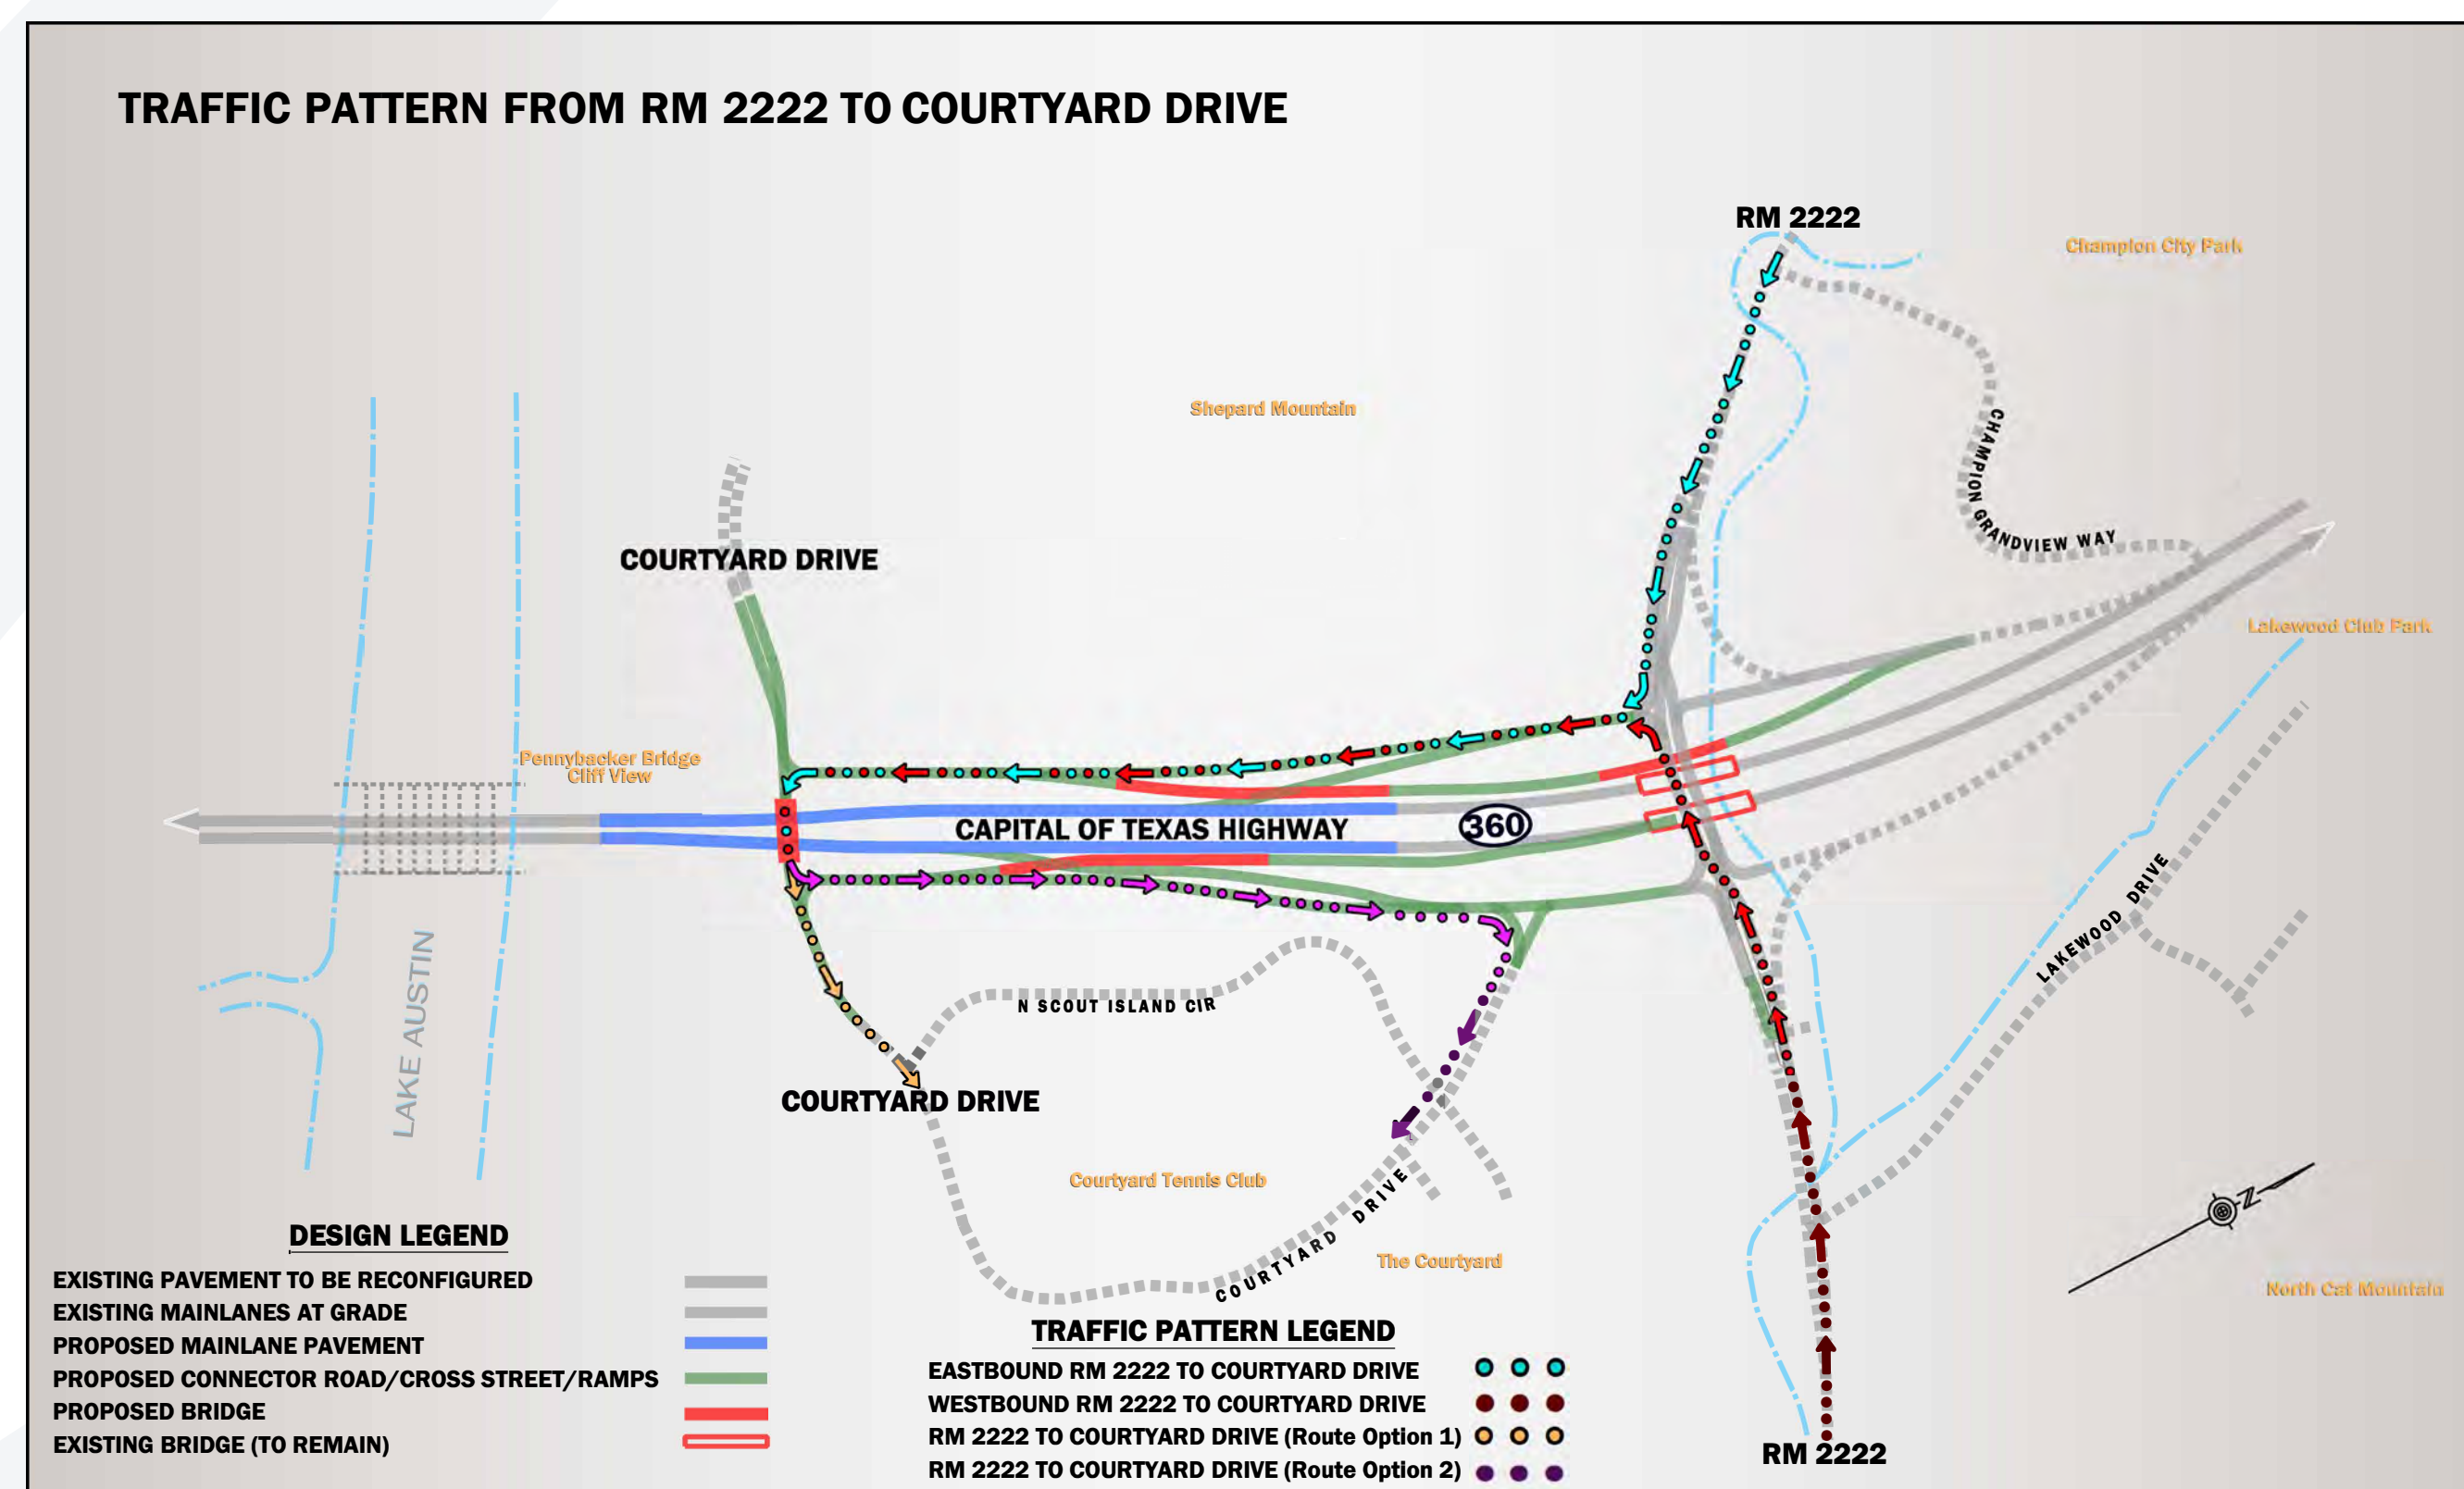 TRAFFIC PATTERN FROM RM 2222 TO COURTYARD DRIVE
RM 2222
Champion City Park
Shepard Mountain
CHAMPION GRANDVIEW WAY
COURTYARD DRIVE
Lakewood Club Park
Pennybacker Bridge
Cliff View
CAPITAL OF TEXAS HIGHWAY
360
LAKEWOOD DRIVE
LAKE AUSTIN
N SCOUT ISLAND CIR
COURTYARD DRIVE
Courtyard Tennis Club
COURTYARD DRIVE
The Courtyard
N
North Cat Mountain
RM 2222
DESIGN LEGEND
EXISTING PAVEMENT TO BE RECONFIGURED
EXISTING MAINLANES AT GRADE
PROPOSED MAINLANE PAVEMENT
PROPOSED CONNECTOR ROAD/CROSS STREET/RAMPS
PROPOSED BRIDGE
EXISTING BRIDGE (TO REMAIN)
TRAFFIC PATTERN LEGEND
EASTBOUND RM 2222 TO COURTYARD DRIVE
WESTBOUND RM 2222 TO COURTYARD DRIVE
RM 2222 TO COURTYARD DRIVE (Route Option 1)
RM 2222 TO COURTYARD DRIVE (Route Option 2)